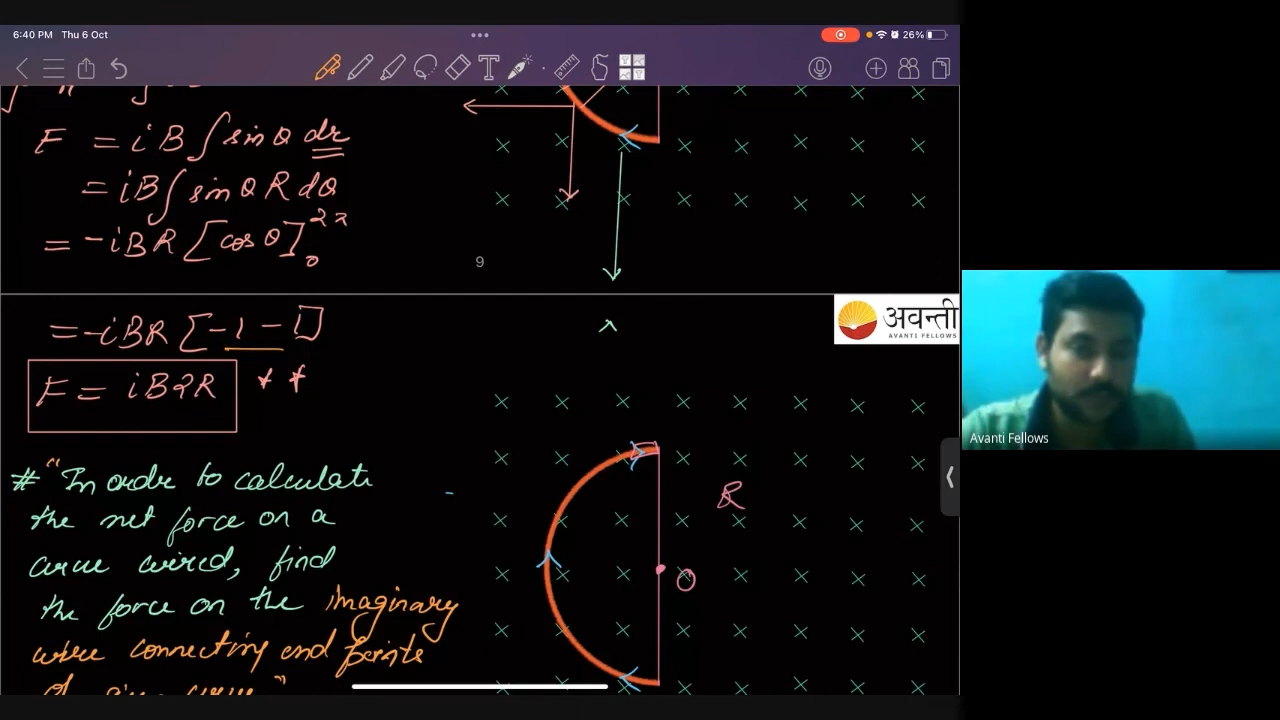 6:40 PM Thu 6 Oct
26%
F = iB∫sinθ dr
= iB∫sinθ R dθ
= -iBR [cosθ]₀²ᐩ
9
= -iBR [-1 - 1]
F = iB2R * *
अवन्ती
AVANTI FELLOWS
# "In order to calculate
the net force on a
curve wired, find
the force on the imaginary
wire connecting end points
R
O
Avanti Fellows